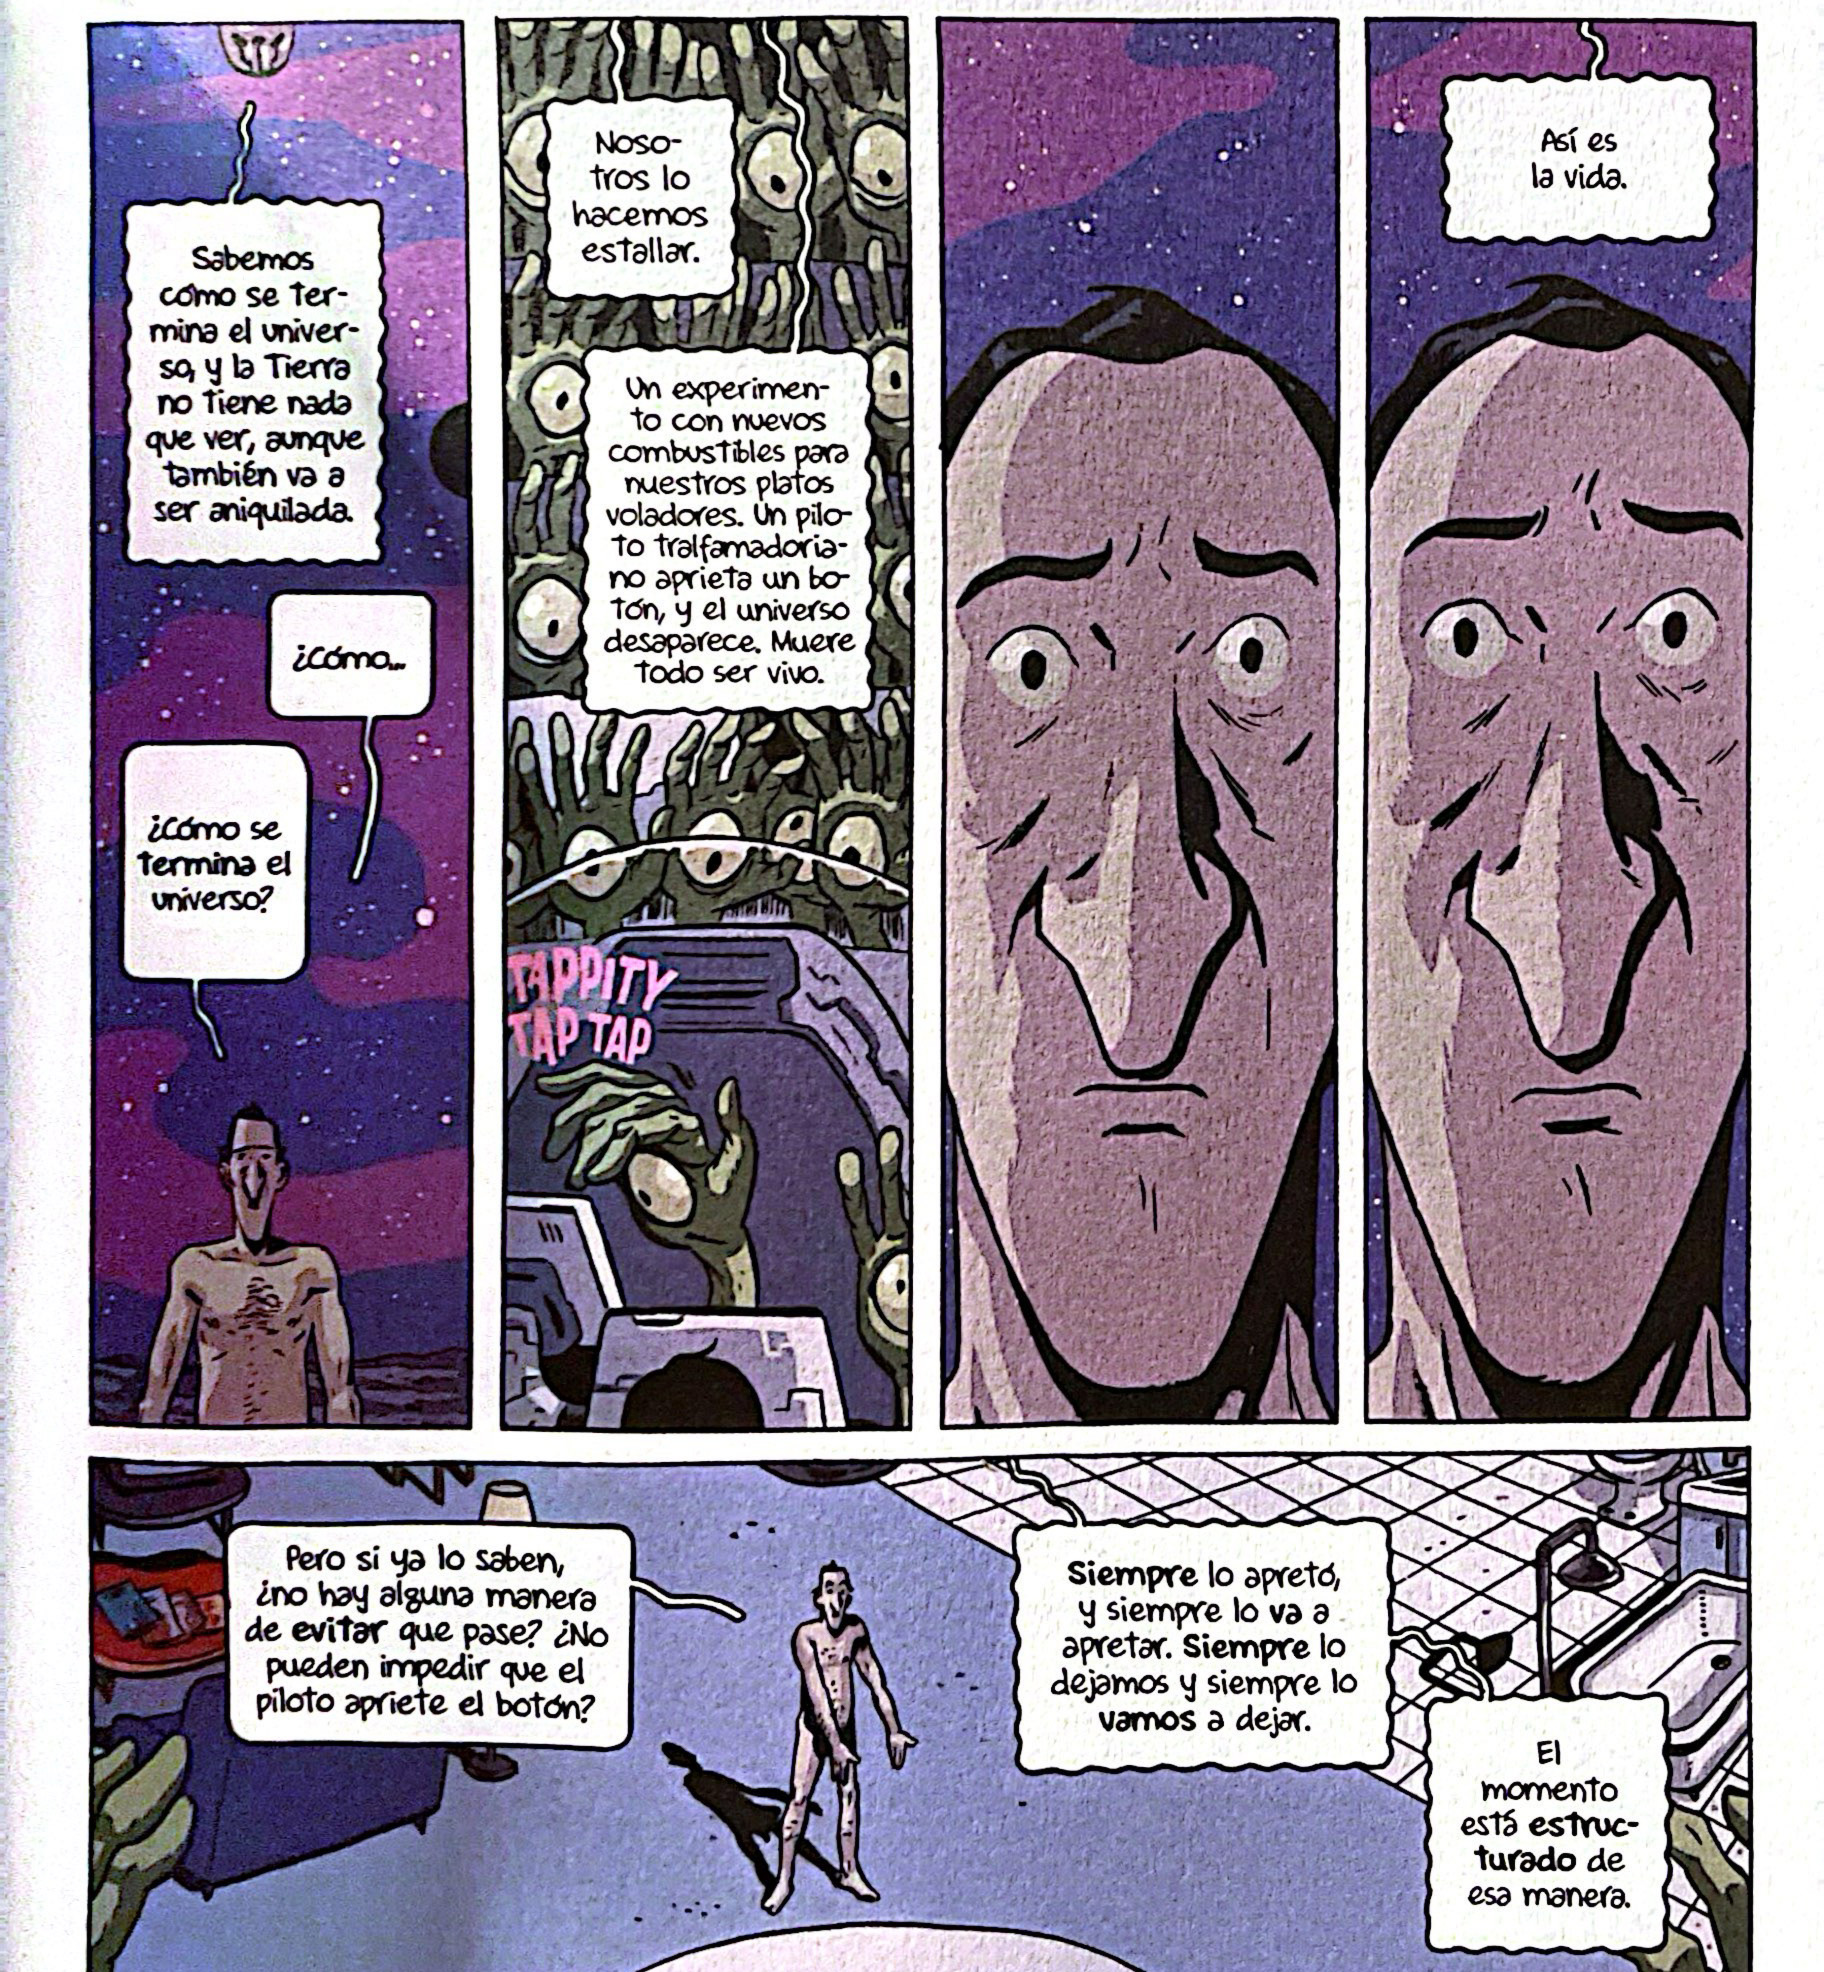 Sabemos
cómo se ter-
mina el univer-
so, y la Tierra
no tiene nada
que ver, aunque
también va a
ser aniquilada.
¿Cómo...
¿Cómo se
termina el
universo?
Noso-
tros lo
hacemos
estallar.
Un experimen-
to con nuevos
combustibles para
nuestros platos
voladores. Un pilo-
to tralfamadoria-
no aprieta un bo-
tón, y el universo
desaparece. Muere
todo ser vivo.
TAPPITY
TAP TAP
Así es
la vida.
Pero si ya lo saben,
¿no hay alguna manera
de evitar que pase? ¿No
pueden impedir que el
piloto apriete el botón?
Siempre lo apretó,
y siempre lo va a
apretar. Siempre lo
dejamos y siempre lo
vamos a dejar.
El
momento
está estruc-
turado de
esa manera.